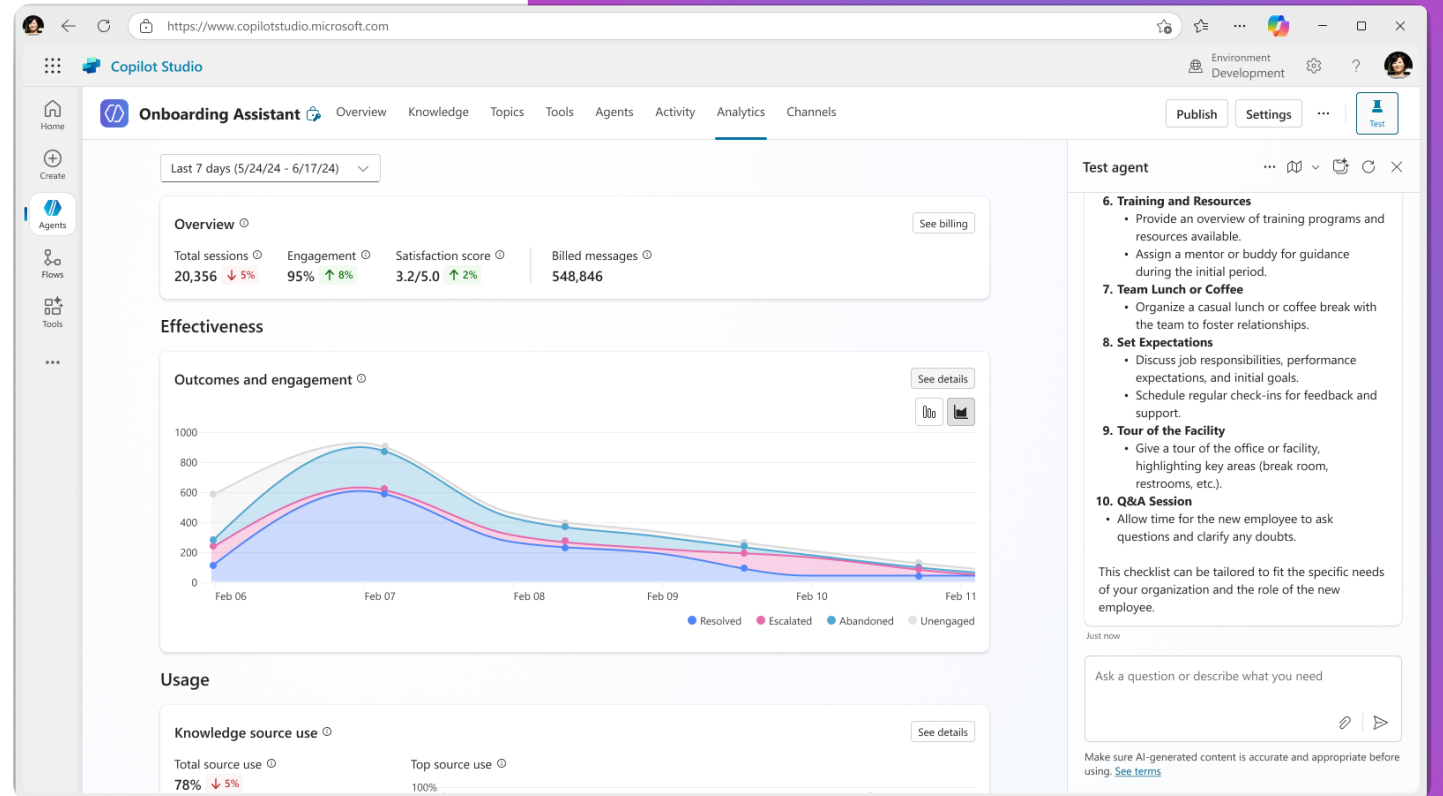 https://www.copilotstudio.microsoft.com
Copilot Studio
Environment
Development
?
Home
Create
Agents
Flows
Tools
Onboarding Assistant
Overview
Knowledge
Topics
Tools
Agents
Activity
Analytics
Channels
Publish
Settings
Test
Last 7 days (5/24/24 - 6/17/24)
Overview
See billing
Total sessions
20,356 ↓ 5%
Engagement
95% ↑ 8%
Satisfaction score
3.2/5.0 ↑ 2%
Billed messages
548,846
Effectiveness
Outcomes and engagement
See details
1000
800
600
400
200
0
Feb 06
Feb 07
Feb 08
Feb 09
Feb 10
Feb 11
Resolved
Escalated
Abandoned
Unengaged
Usage
Knowledge source use
See details
Total source use
78% ↓ 5%
Top source use
100%
Test agent
6. Training and Resources
• Provide an overview of training programs and
resources available.
• Assign a mentor or buddy for guidance
during the initial period.
7. Team Lunch or Coffee
• Organize a casual lunch or coffee break with
the team to foster relationships.
8. Set Expectations
• Discuss job responsibilities, performance
expectations, and initial goals.
• Schedule regular check-ins for feedback and
support.
9. Tour of the Facility
• Give a tour of the office or facility,
highlighting key areas (break room,
restrooms, etc.).
10. Q&A Session
• Allow time for the new employee to ask
questions and clarify any doubts.
This checklist can be tailored to fit the specific needs
of your organization and the role of the new
employee.
Just now
Ask a question or describe what you need
Make sure AI-generated content is accurate and appropriate before
using. See terms